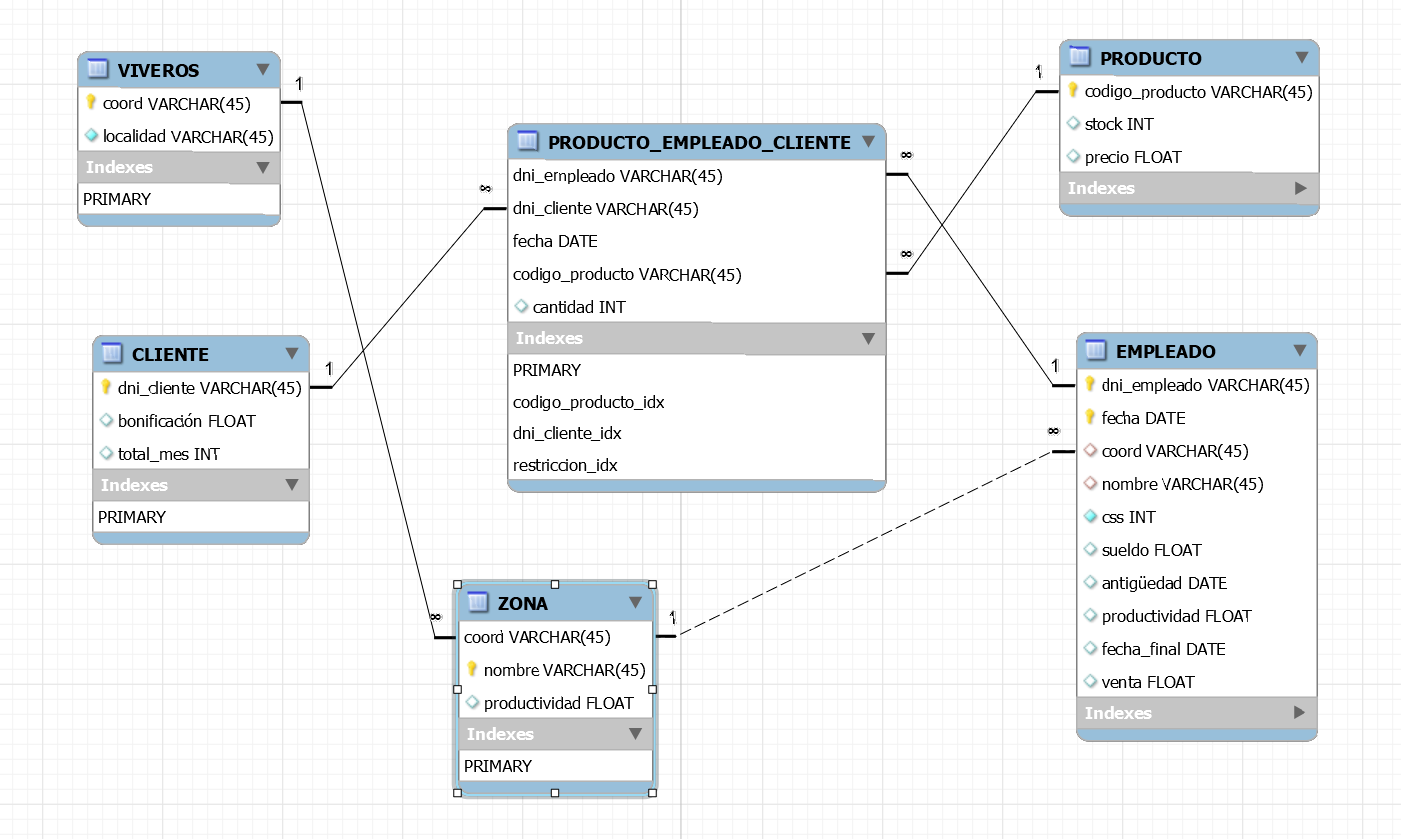 VIVEROS
1
coord VARCHAR(45)
localidad VARCHAR(45)
Indexes
PRIMARY
PRODUCTO_EMPLEADO_CLIENTE
∞
dni_empleado VARCHAR(45)
∞
dni_cliente VARCHAR(45)
fecha DATE
∞
codigo_producto VARCHAR(45)
cantidad INT
Indexes
PRIMARY
codigo_producto_idx
dni_cliente_idx
restriccion_idx
PRODUCTO
1
codigo_producto VARCHAR(45)
stock INT
precio FLOAT
Indexes
CLIENTE
1
dni_cliente VARCHAR(45)
bonificación FLOAT
total_mes INT
Indexes
PRIMARY
EMPLEADO
1
dni_empleado VARCHAR(45)
fecha DATE
∞
coord VARCHAR(45)
nombre VARCHAR(45)
css INT
sueldo FLOAT
antigüedad DATE
productividad FLOAT
fecha_final DATE
venta FLOAT
Indexes
ZONA
∞
1
coord VARCHAR(45)
nombre VARCHAR(45)
productividad FLOAT
Indexes
PRIMARY